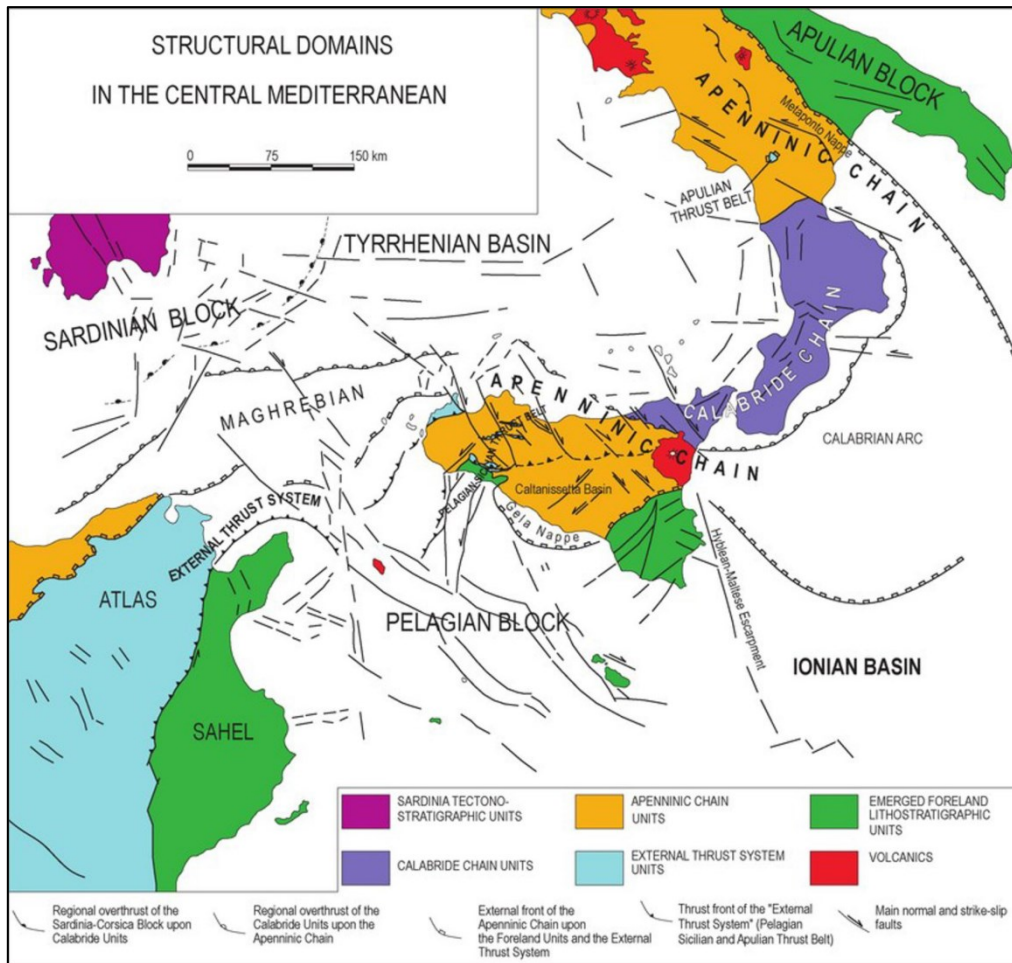 STRUCTURAL DOMAINS
IN THE CENTRAL MEDITERRANEAN
0 75 150 km
APULIAN BLOCK
APENNINIC CHAIN
Metaponto Nappe
APULIAN
THRUST BELT
TYRRHENIAN BASIN
SARDINIAN BLOCK
CALABRIDE CHAIN
MAGHREBIAN
APENNINIC CHAIN
CALABRIAN ARC
THRUST BELT
Caltanissetta Basin
Gela Nappe
EXTERNAL THRUST SYSTEM
ATLAS
PELAGIAN BLOCK
Hyblean-Maltese Escarpment
IONIAN BASIN
SAHEL
SARDINIA TECTONO-
STRATIGRAPHIC UNITS
APENNINIC CHAIN
UNITS
EMERGED FORELAND
LITHOSTRATIGRAPHIC
UNITS
CALABRIDE CHAIN UNITS
EXTERNAL THRUST SYSTEM
UNITS
VOLCANICS
Regional overthrust of the
Sardinia-Corsica Block upon
Calabride Units
Regional overthrust of the
Calabride Units upon the
Apenninic Chain
External front of the
Apenninic Chain upon
the Foreland Units and the External
Thrust System
Thrust front of the "External
Thrust System" (Pelagian
Sicilian and Apulian Thrust Belt)
Main normal and strike-slip
faults